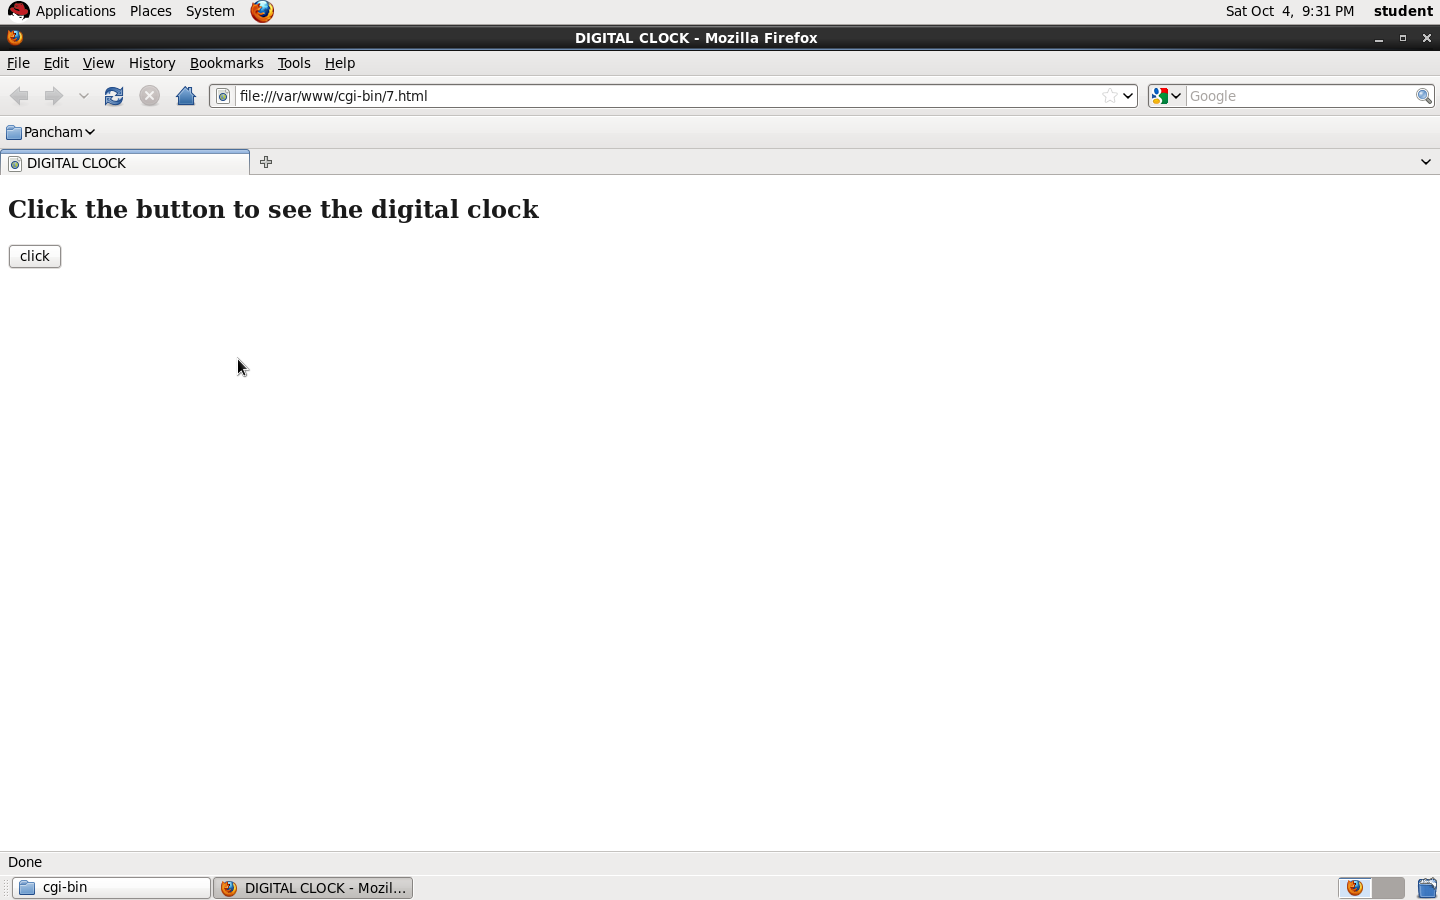 Applications Places System Sat Oct 4, 9:31 PM student
DIGITAL CLOCK - Mozilla Firefox
File Edit View History Bookmarks Tools Help
file:///var/www/cgi-bin/7.html Google
Pancham
DIGITAL CLOCK
Click the button to see the digital clock
click
Done
cgi-bin DIGITAL CLOCK - Mozil...